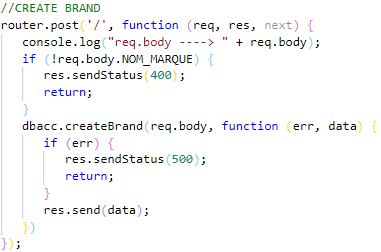 //CREATE BRAND
router.post('/', function (req, res, next) {
console.log("req.body ----> " + req.body);
if (!req.body.NOM_MARQUE) {
res.sendStatus(400);
return;
}
dbacc.createBrand(req.body, function (err, data) {
if (err) {
res.sendStatus(500);
return;
}
res.send(data);
})
});